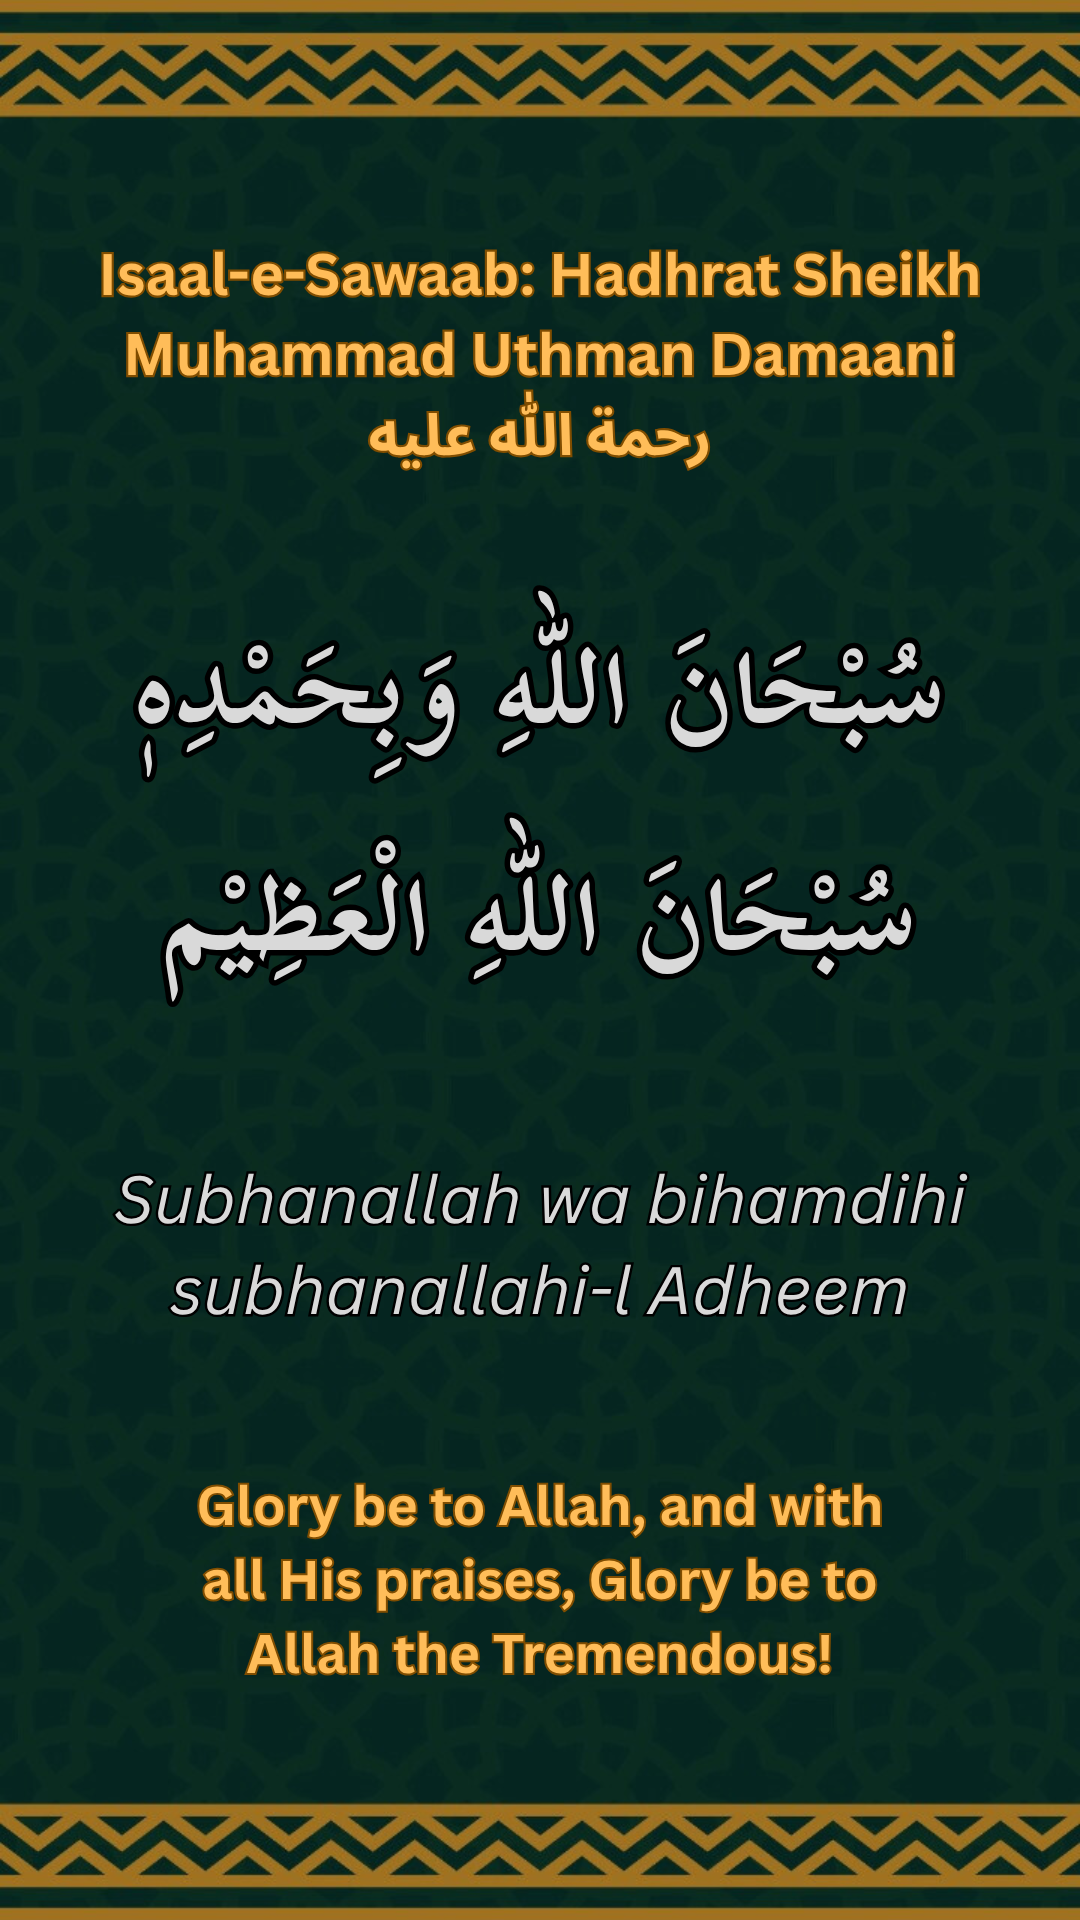 Isaal-e-Sawaab: Hadhrat Sheikh
Muhammad Uthman Damaani
رحمة الله عليه
سُبْحَانَ اللّٰهِ وَبِحَمْدِهٖ
سُبْحَانَ اللّٰهِ الْعَظِيْم
Subhanallah wa bihamdihi
subhanallahi-l Adheem
Glory be to Allah, and with
all His praises, Glory be to
Allah the Tremendous!